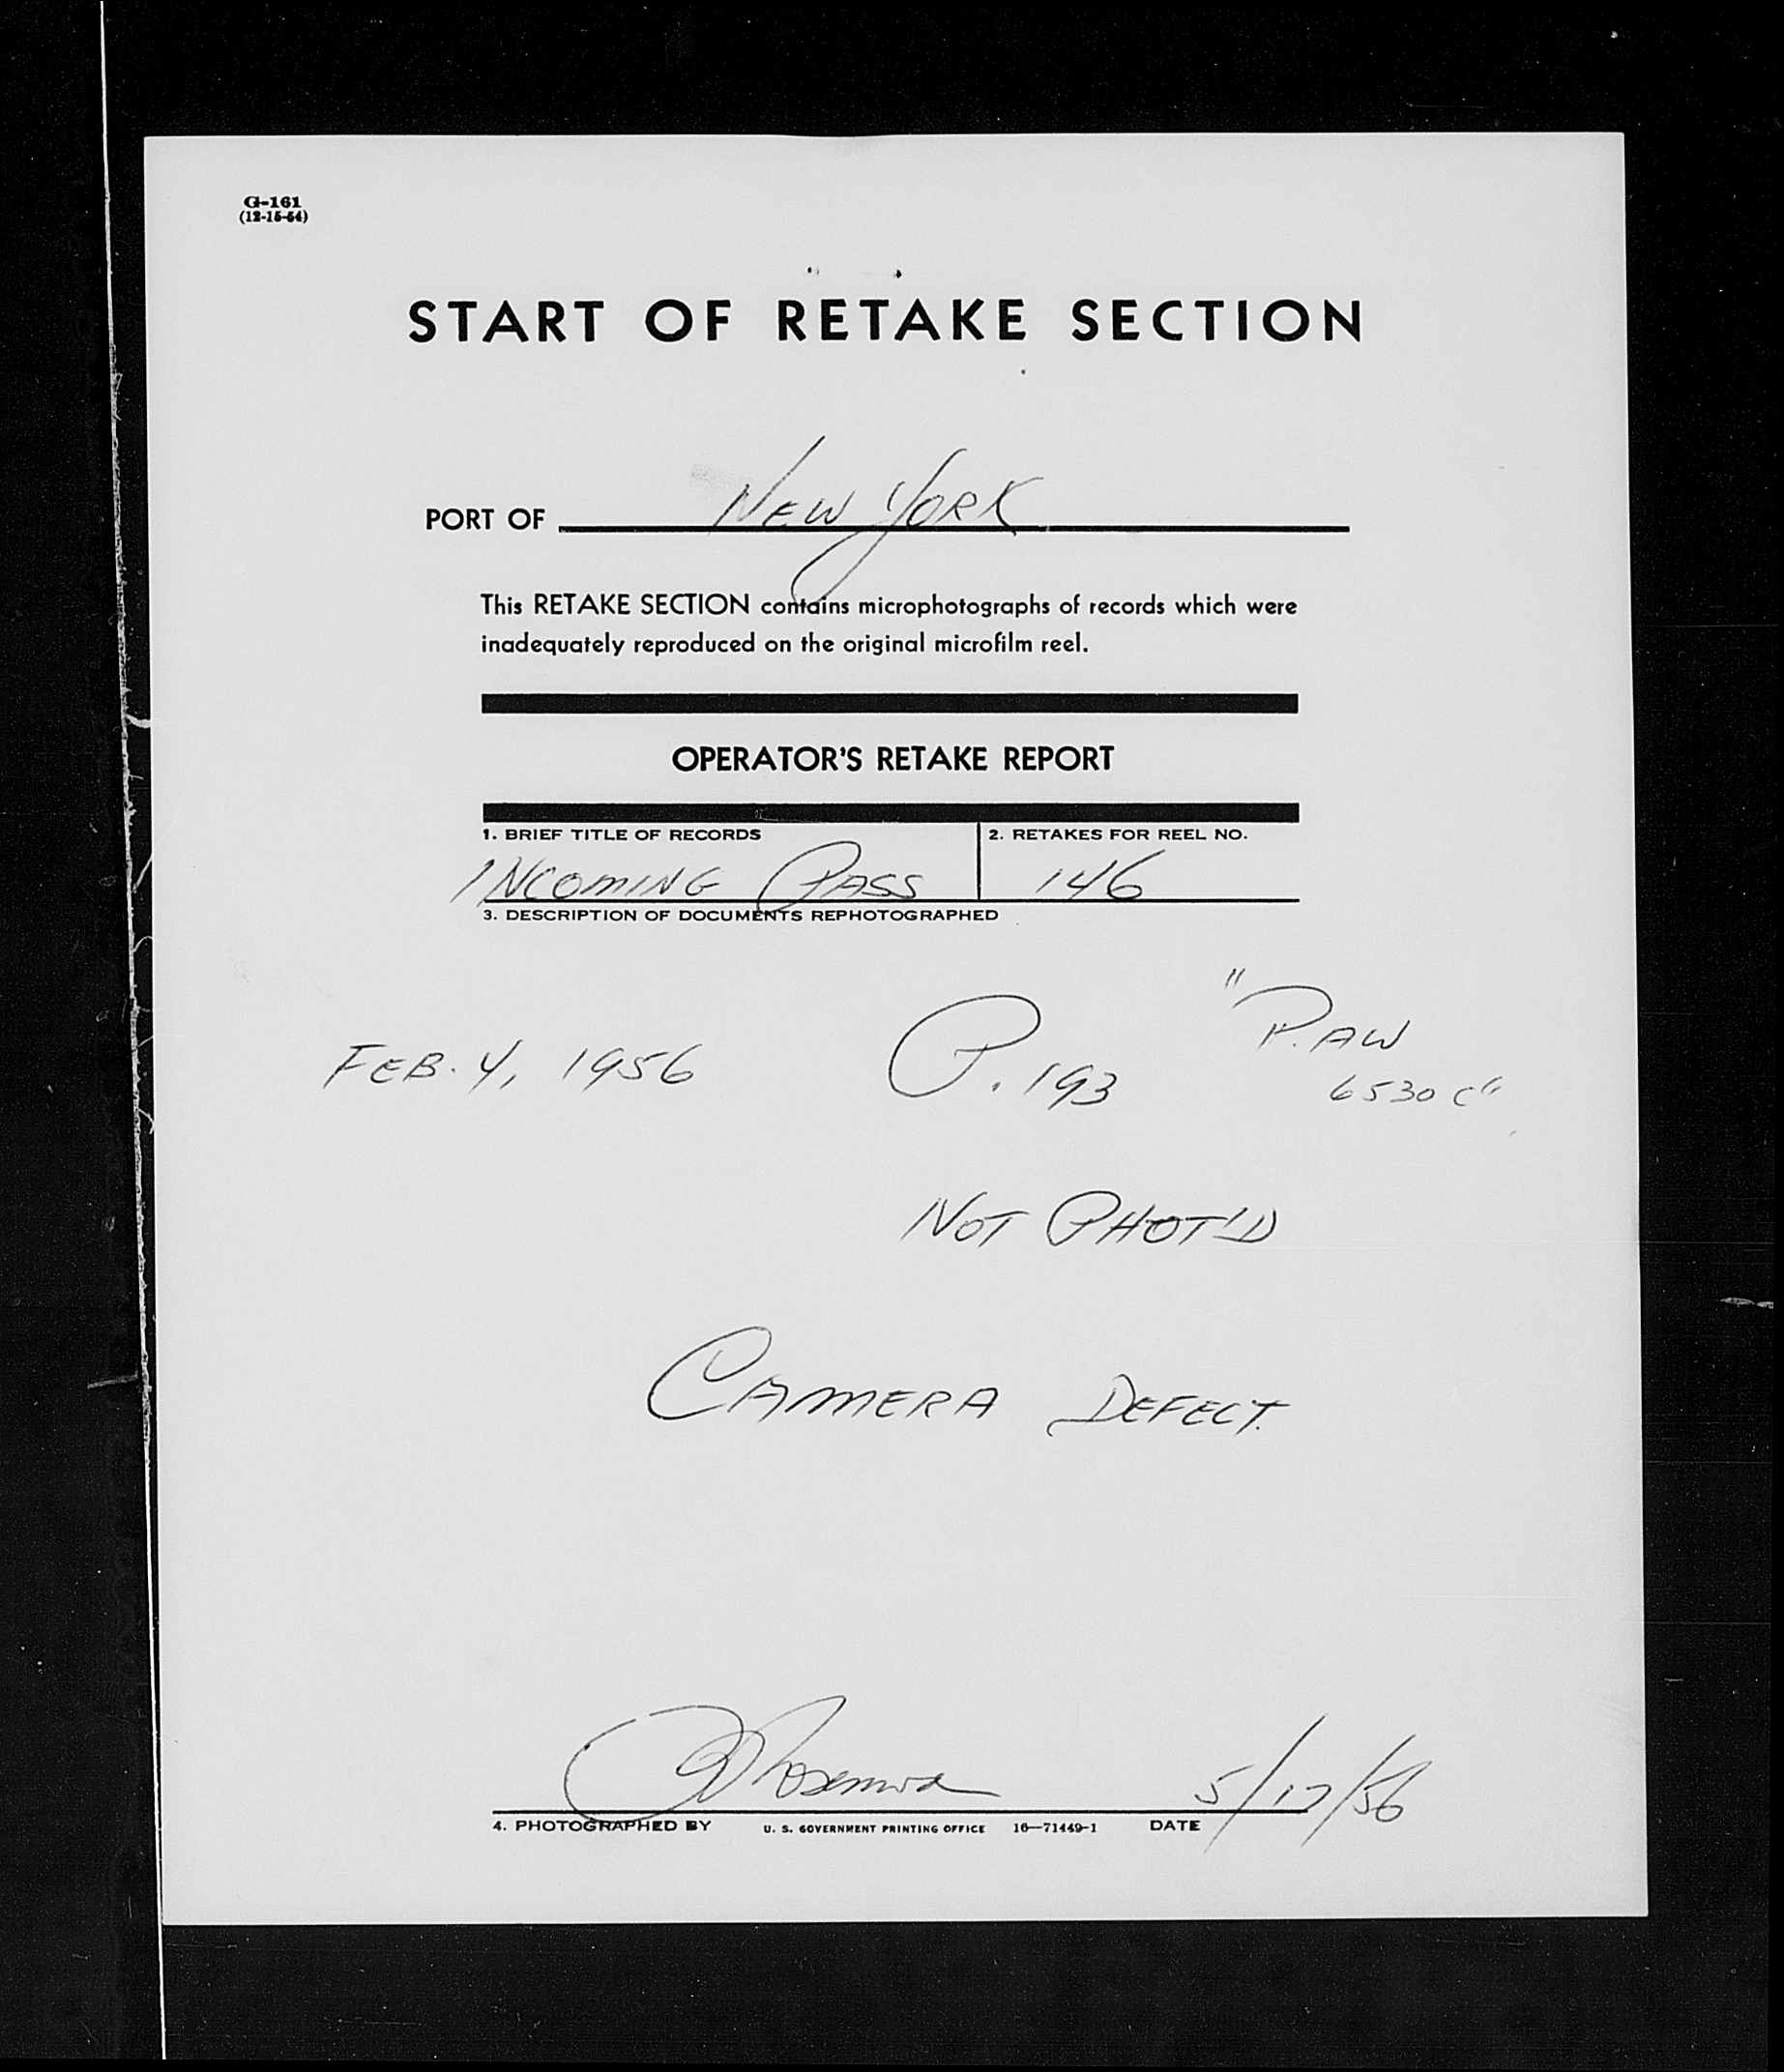 G-161
(12-15-54)
START OF RETAKE SECTION
PORT OF NEW YORK
This RETAKE SECTION contains microphotographs of records which were
inadequately reproduced on the original microfilm reel.
OPERATOR'S RETAKE REPORT
1. BRIEF TITLE OF RECORDS
INCOMING PASS
2. RETAKES FOR REEL NO.
146
3. DESCRIPTION OF DOCUMENTS REPHOTOGRAPHED
FEB. 4, 1956 P. 193 "P.AW
6530 C"
NOT PHOT'D
CAMERA DEFECT.
5/17/56
4. PHOTOGRAPHED BY U. S. GOVERNMENT PRINTING OFFICE 16—71449-1 DATE